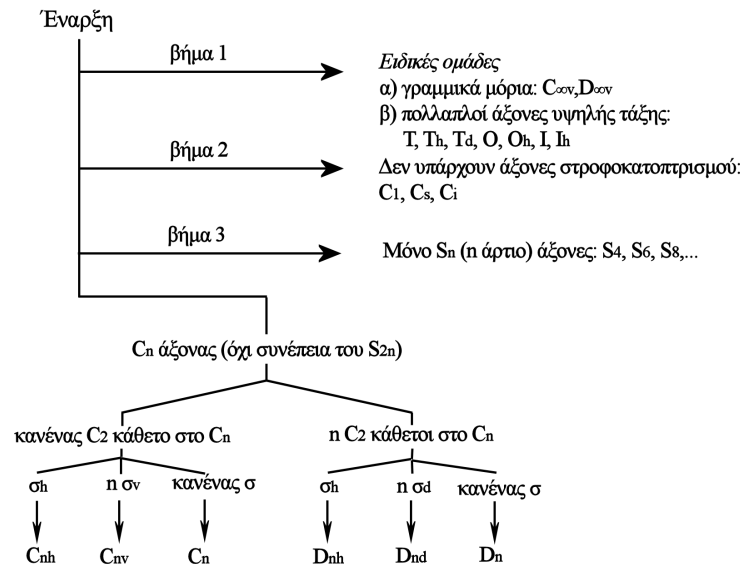 Έναρξη
βήμα 1
Ειδικές ομάδες
α) γραμμικά μόρια: C∞v,D∞v
β) πολλαπλοί άξονες υψηλής τάξης:
T, Th, Td, O, Oh, I, Ih
βήμα 2
Δεν υπάρχουν άξονες στροφοκατοπτρισμού:
C1, Cs, Ci
βήμα 3
Μόνο Sn (n άρτιο) άξονες: S4, S6, S8,...
Cn άξονας (όχι συνέπεια του S2n)
κανένας C2 κάθετο στο Cn
n C2 κάθετοι στο Cn
σh n σv κανένας σ
σh n σd κανένας σ
Cnh Cnv Cn
Dnh Dnd Dn